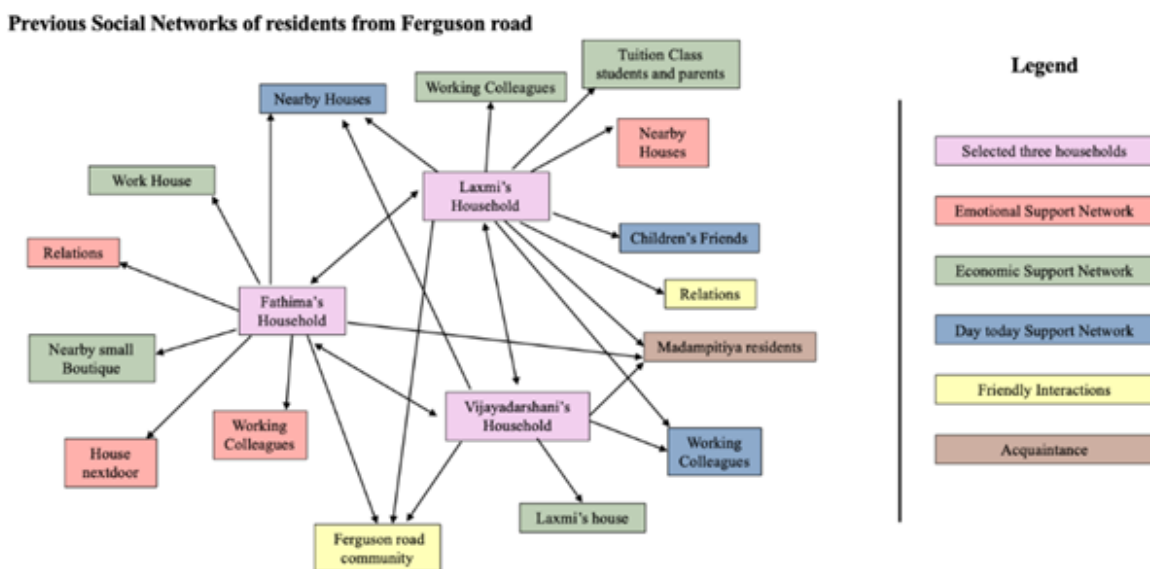 Previous Social Networks of residents from Ferguson road
Tuition Class
students and parents
Legend
Working Colleagues
Nearby Houses
Nearby
Houses
Selected three households
Work House
Laxmi's
Household
Emotional Support Network
Relations
Children's Friends
Economic Support Network
Fathima's
Household
Relations
Day today Support Network
Nearby small
Boutique
Madampitiya residents
Friendly Interactions
Vijayadarshani's
Household
Working
Colleagues
House
nextdoor
Working
Colleagues
Acquaintance
Laxmi's house
Ferguson road
community